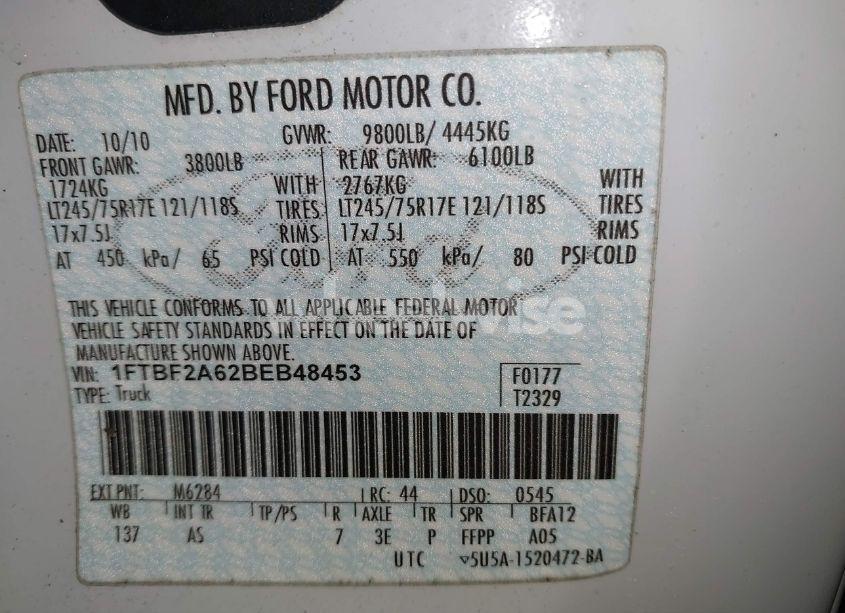 MFD. BY FORD MOTOR CO.
DATE: 10/10 GVWR: 9800LB/ 4445KG
FRONT GAWR: 3800LB REAR GAWR: 6100LB
1724KG WITH 2767KG WITH
LT245/75R17E 121/118S TIRES LT245/75R17E 121/118S TIRES
17x7.5J RIMS 17x7.5J RIMS
AT 450 kPa/ 65 PSI COLD AT 550 kPa/ 80 PSI COLD
THIS VEHICLE CONFORMS TO ALL APPLICABLE FEDERAL MOTOR
VEHICLE SAFETY STANDARDS IN EFFECT ON THE DATE OF
MANUFACTURE SHOWN ABOVE.
VIN: 1FTBF2A62BEB48453 F0177
TYPE: Truck T2329
EXT PNT: M6284 RC: 44 DSO: 0545
WB INT TR TP/PS R AXLE TR SPR BFA12
137 AS 7 3E P FFPP A05
UTC ▽5U5A-1520472-BA